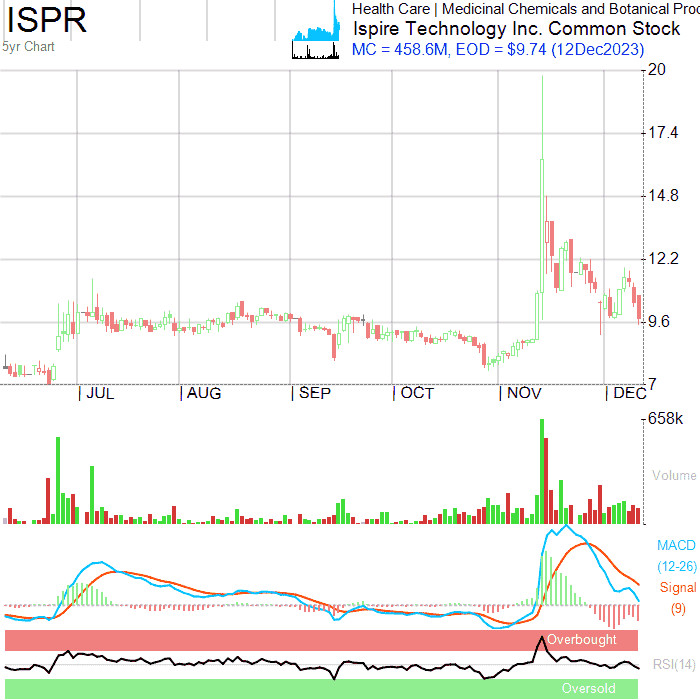 ISPR
5yr Chart
Health Care | Medicinal Chemicals and Botanical Proc
Ispire Technology Inc. Common Stock
MC = 458.6M, EOD = $9.74 (12Dec2023)
20
17.4
14.8
12.2
9.6
7
JUL
AUG
SEP
OCT
NOV
DEC
658k
Volume
MACD
(12-26)
Signal
(9)
Overbought
RSI(14)
Oversold